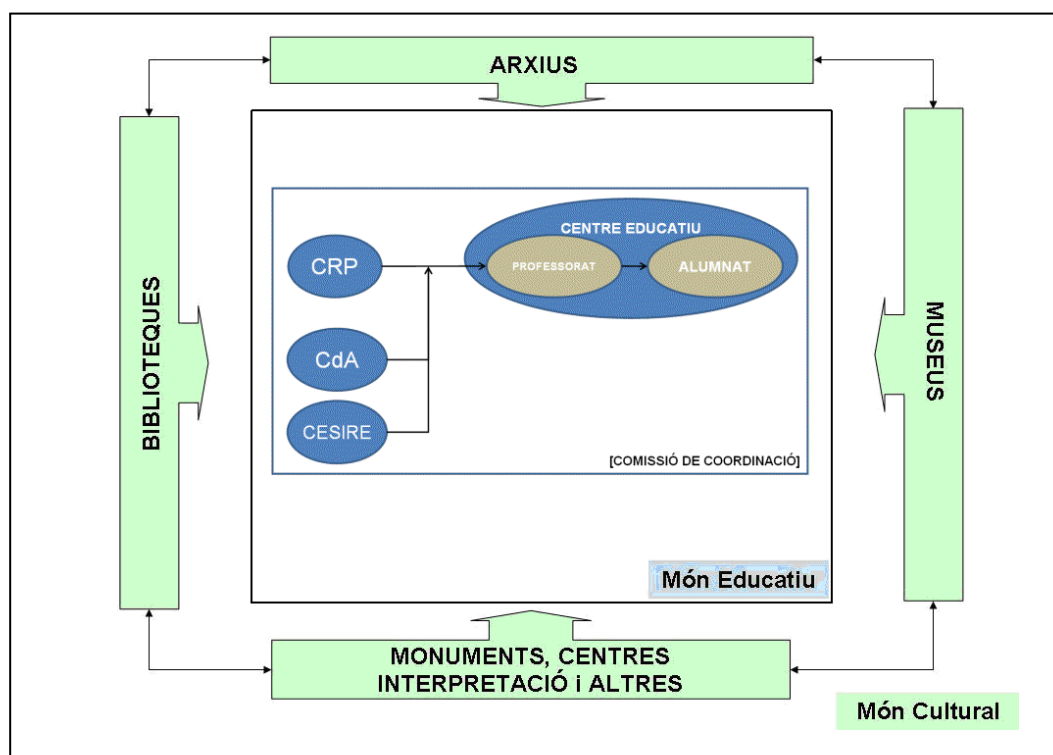 ARXIUS
BIBLIOTEQUES
MUSEUS
CENTRE EDUCATIU
PROFESSORAT
ALUMNAT
CRP
CdA
CESIRE
[COMISSIÓ DE COORDINACIÓ]
Món Educatiu
MONUMENTS, CENTRES
INTERPRETACIÓ i ALTRES
Món Cultural